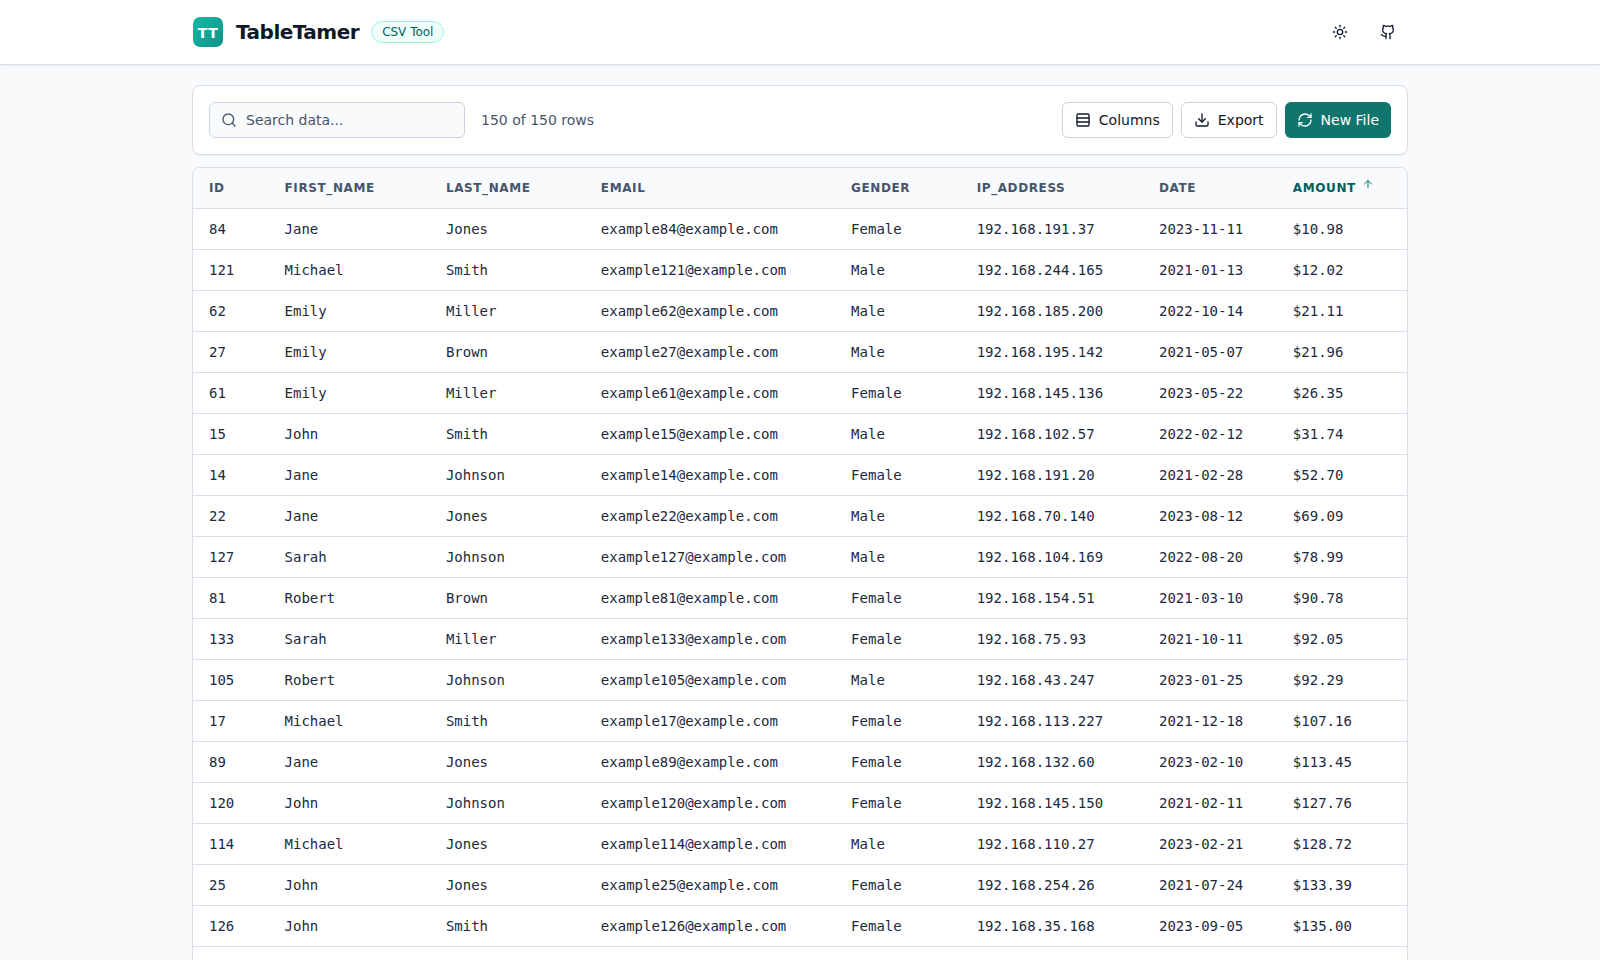 TT TableTamer CSV Tool
Search data... 150 of 150 rows Columns Export New File
ID FIRST_NAME LAST_NAME EMAIL GENDER IP_ADDRESS DATE AMOUNT ↑
84 Jane Jones example84@example.com Female 192.168.191.37 2023-11-11 $10.98
121 Michael Smith example121@example.com Male 192.168.244.165 2021-01-13 $12.02
62 Emily Miller example62@example.com Male 192.168.185.200 2022-10-14 $21.11
27 Emily Brown example27@example.com Male 192.168.195.142 2021-05-07 $21.96
61 Emily Miller example61@example.com Female 192.168.145.136 2023-05-22 $26.35
15 John Smith example15@example.com Male 192.168.102.57 2022-02-12 $31.74
14 Jane Johnson example14@example.com Female 192.168.191.20 2021-02-28 $52.70
22 Jane Jones example22@example.com Male 192.168.70.140 2023-08-12 $69.09
127 Sarah Johnson example127@example.com Male 192.168.104.169 2022-08-20 $78.99
81 Robert Brown example81@example.com Female 192.168.154.51 2021-03-10 $90.78
133 Sarah Miller example133@example.com Female 192.168.75.93 2021-10-11 $92.05
105 Robert Johnson example105@example.com Male 192.168.43.247 2023-01-25 $92.29
17 Michael Smith example17@example.com Female 192.168.113.227 2021-12-18 $107.16
89 Jane Jones example89@example.com Female 192.168.132.60 2023-02-10 $113.45
120 John Johnson example120@example.com Female 192.168.145.150 2021-02-11 $127.76
114 Michael Jones example114@example.com Male 192.168.110.27 2023-02-21 $128.72
25 John Jones example25@example.com Female 192.168.254.26 2021-07-24 $133.39
126 John Smith example126@example.com Female 192.168.35.168 2023-09-05 $135.00